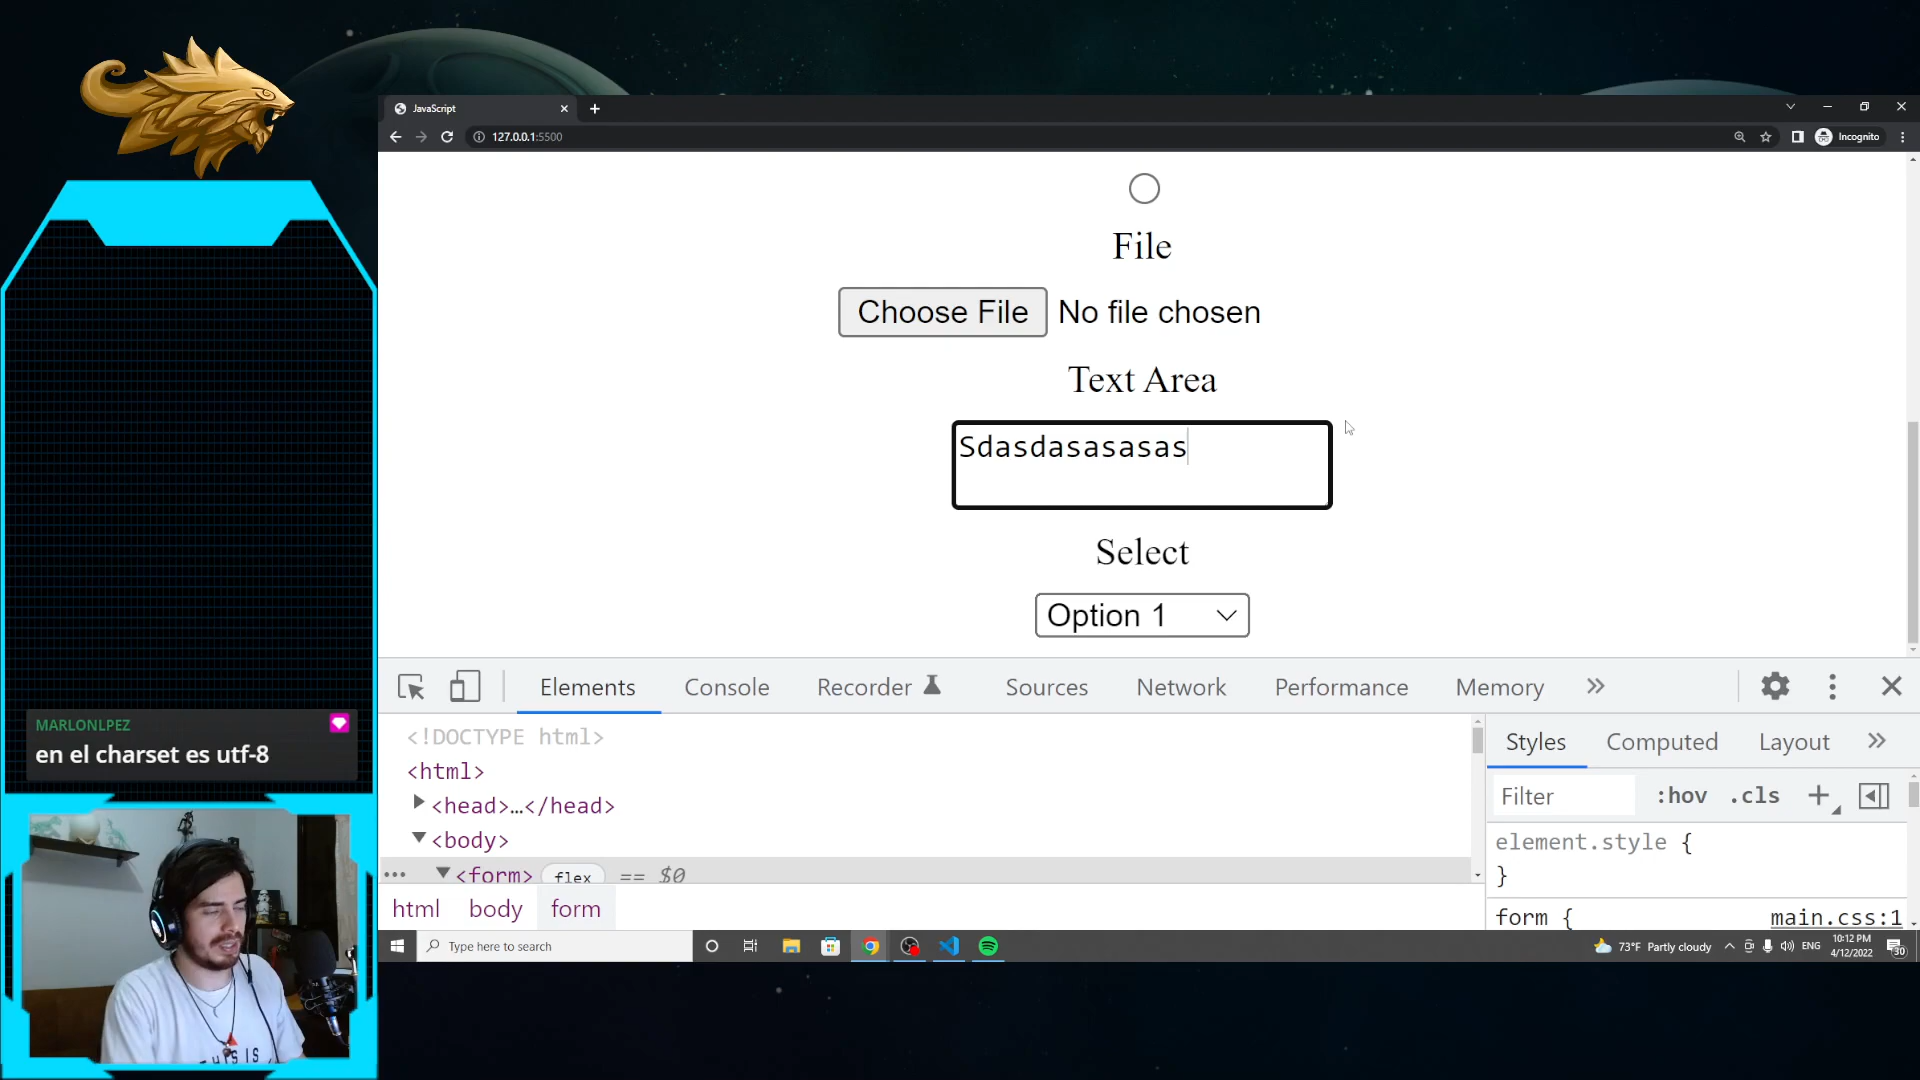 JavaScript
127.0.0.1:5500
Incognito
File
Choose File No file chosen
Text Area
Sdasdasasasas
Select
Option 1
Elements Console Recorder Sources Network Performance Memory
<!DOCTYPE html>
<html>
<head>…</head>
<body>
<form> flex == $0
html body form
Styles Computed Layout
Filter :hov .cls
element.style {
}
form { main.css:1
MARLONLPEZ
en el charset es utf-8
THIS IS
Type here to search
73°F Partly cloudy ENG
10:12 PM
4/12/2022
30